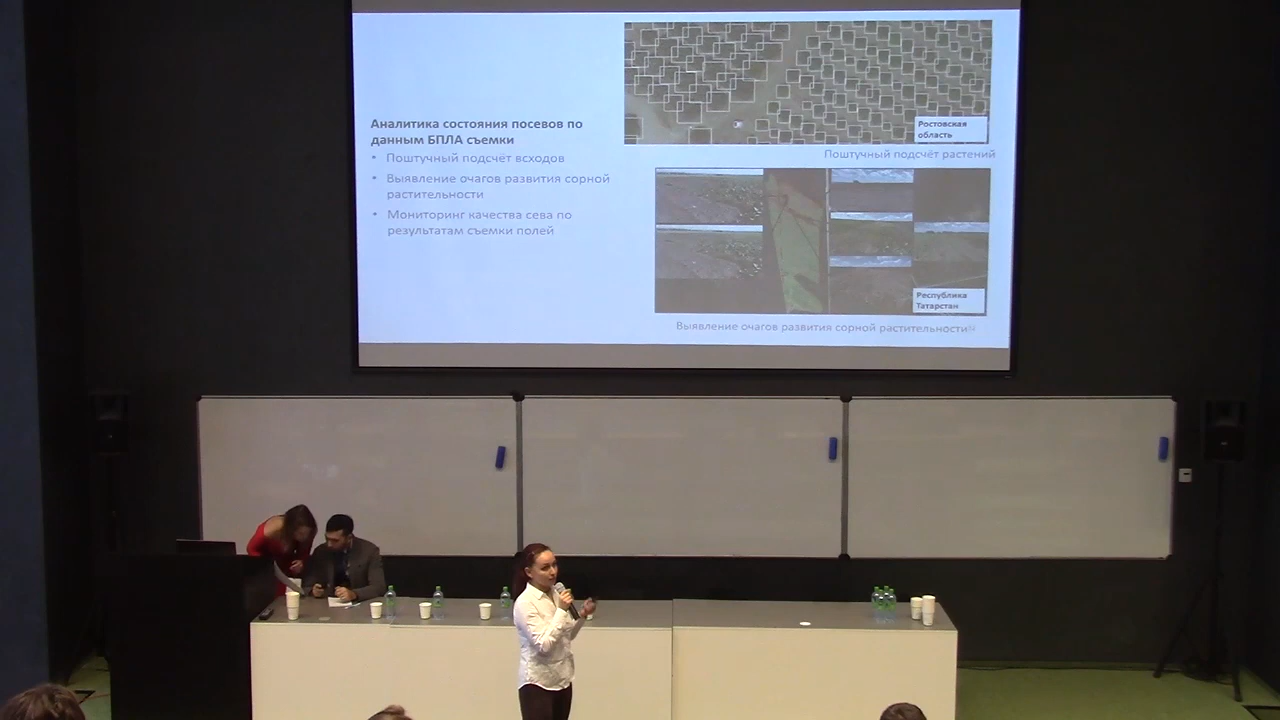 Аналитика состояния посевов по
данным БПЛА съемки
• Поштучный подсчёт всходов
• Выявление очагов развития сорной
растительности
• Мониторинг качества сева по
результатам съемки полей
Ростовская
область
Поштучный подсчёт растений
Республика
Татарстан
Выявление очагов развития сорной растительности